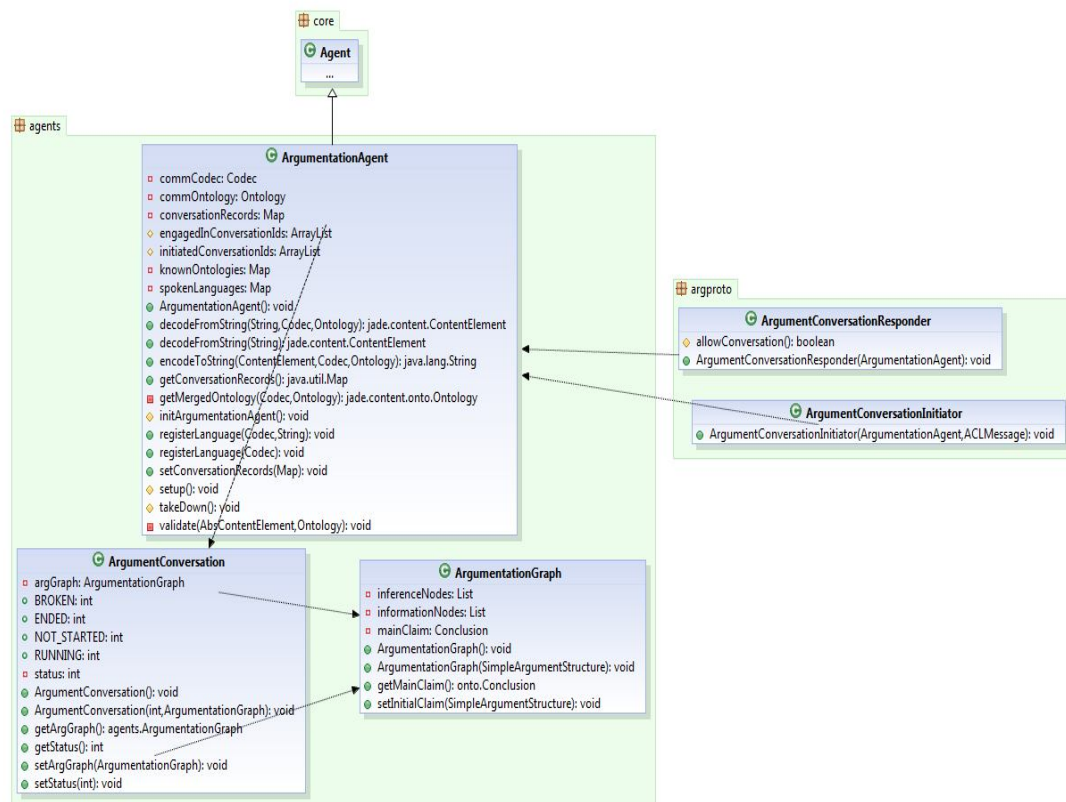 core
Agent
...
agents
ArgumentationAgent
commCodec: Codec
commOntology: Ontology
conversationRecords: Map
engagedInConversationIds: ArrayList
initiatedConversationIds: ArrayList
knownOntologies: Map
spokenLanguages: Map
ArgumentationAgent(): void
decodeFromString(String,Codec,Ontology): jade.content.ContentElement
decodeFromString(String): jade.content.ContentElement
encodeToString(ContentElement,Codec,Ontology): java.lang.String
getConversationRecords(): java.util.Map
getMergedOntology(Codec,Ontology): jade.content.onto.Ontology
initArgumentationAgent(): void
registerLanguage(Codec,String): void
registerLanguage(Codec): void
setConversationRecords(Map): void
setup(): void
takeDown(): void
validate(AbsContentElement,Ontology): void
argproto
ArgumentConversationResponder
allowConversation(): boolean
ArgumentConversationResponder(ArgumentationAgent): void
ArgumentConversationInitiator
ArgumentConversationInitiator(ArgumentationAgent,ACLMessage): void
ArgumentConversation
argGraph: ArgumentationGraph
BROKEN: int
ENDED: int
NOT_STARTED: int
RUNNING: int
status: int
ArgumentConversation(): void
ArgumentConversation(int,ArgumentationGraph): void
getArgGraph(): agents.ArgumentationGraph
getStatus(): int
setArgGraph(ArgumentationGraph): void
setStatus(int): void
ArgumentationGraph
inferenceNodes: List
informationNodes: List
mainClaim: Conclusion
ArgumentationGraph(): void
ArgumentationGraph(SimpleArgumentStructure): void
getMainClaim(): onto.Conclusion
setInitialClaim(SimpleArgumentStructure): void